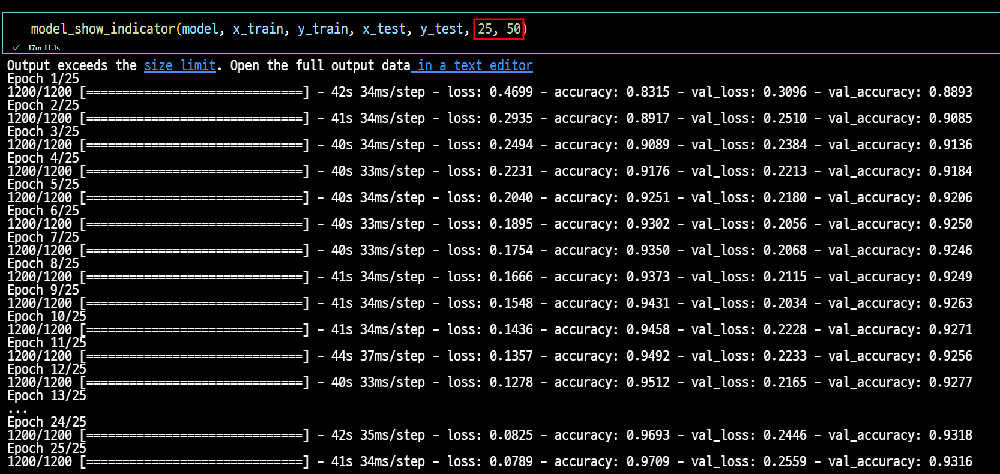 model_show_indicator(model, x_train, y_train, x_test, y_test, 25, 50)
17m 11.1s
Output exceeds the size limit. Open the full output data in a text editor
Epoch 1/25
1200/1200 [==============================] - 42s 34ms/step - loss: 0.4699 - accuracy: 0.8315 - val_loss: 0.3096 - val_accuracy: 0.8893
Epoch 2/25
1200/1200 [==============================] - 41s 34ms/step - loss: 0.2935 - accuracy: 0.8917 - val_loss: 0.2510 - val_accuracy: 0.9085
Epoch 3/25
1200/1200 [==============================] - 40s 34ms/step - loss: 0.2494 - accuracy: 0.9089 - val_loss: 0.2384 - val_accuracy: 0.9136
Epoch 4/25
1200/1200 [==============================] - 40s 33ms/step - loss: 0.2231 - accuracy: 0.9176 - val_loss: 0.2213 - val_accuracy: 0.9184
Epoch 5/25
1200/1200 [==============================] - 40s 34ms/step - loss: 0.2040 - accuracy: 0.9251 - val_loss: 0.2180 - val_accuracy: 0.9206
Epoch 6/25
1200/1200 [==============================] - 40s 33ms/step - loss: 0.1895 - accuracy: 0.9302 - val_loss: 0.2056 - val_accuracy: 0.9250
Epoch 7/25
1200/1200 [==============================] - 40s 33ms/step - loss: 0.1754 - accuracy: 0.9350 - val_loss: 0.2068 - val_accuracy: 0.9246
Epoch 8/25
1200/1200 [==============================] - 41s 34ms/step - loss: 0.1666 - accuracy: 0.9373 - val_loss: 0.2115 - val_accuracy: 0.9249
Epoch 9/25
1200/1200 [==============================] - 41s 34ms/step - loss: 0.1548 - accuracy: 0.9431 - val_loss: 0.2034 - val_accuracy: 0.9263
Epoch 10/25
1200/1200 [==============================] - 41s 34ms/step - loss: 0.1436 - accuracy: 0.9458 - val_loss: 0.2228 - val_accuracy: 0.9271
Epoch 11/25
1200/1200 [==============================] - 44s 37ms/step - loss: 0.1357 - accuracy: 0.9492 - val_loss: 0.2233 - val_accuracy: 0.9256
Epoch 12/25
1200/1200 [==============================] - 40s 33ms/step - loss: 0.1278 - accuracy: 0.9512 - val_loss: 0.2165 - val_accuracy: 0.9277
Epoch 13/25
...
Epoch 24/25
1200/1200 [==============================] - 42s 35ms/step - loss: 0.0825 - accuracy: 0.9693 - val_loss: 0.2446 - val_accuracy: 0.9318
Epoch 25/25
1200/1200 [==============================] - 41s 34ms/step - loss: 0.0789 - accuracy: 0.9709 - val_loss: 0.2559 - val_accuracy: 0.9316